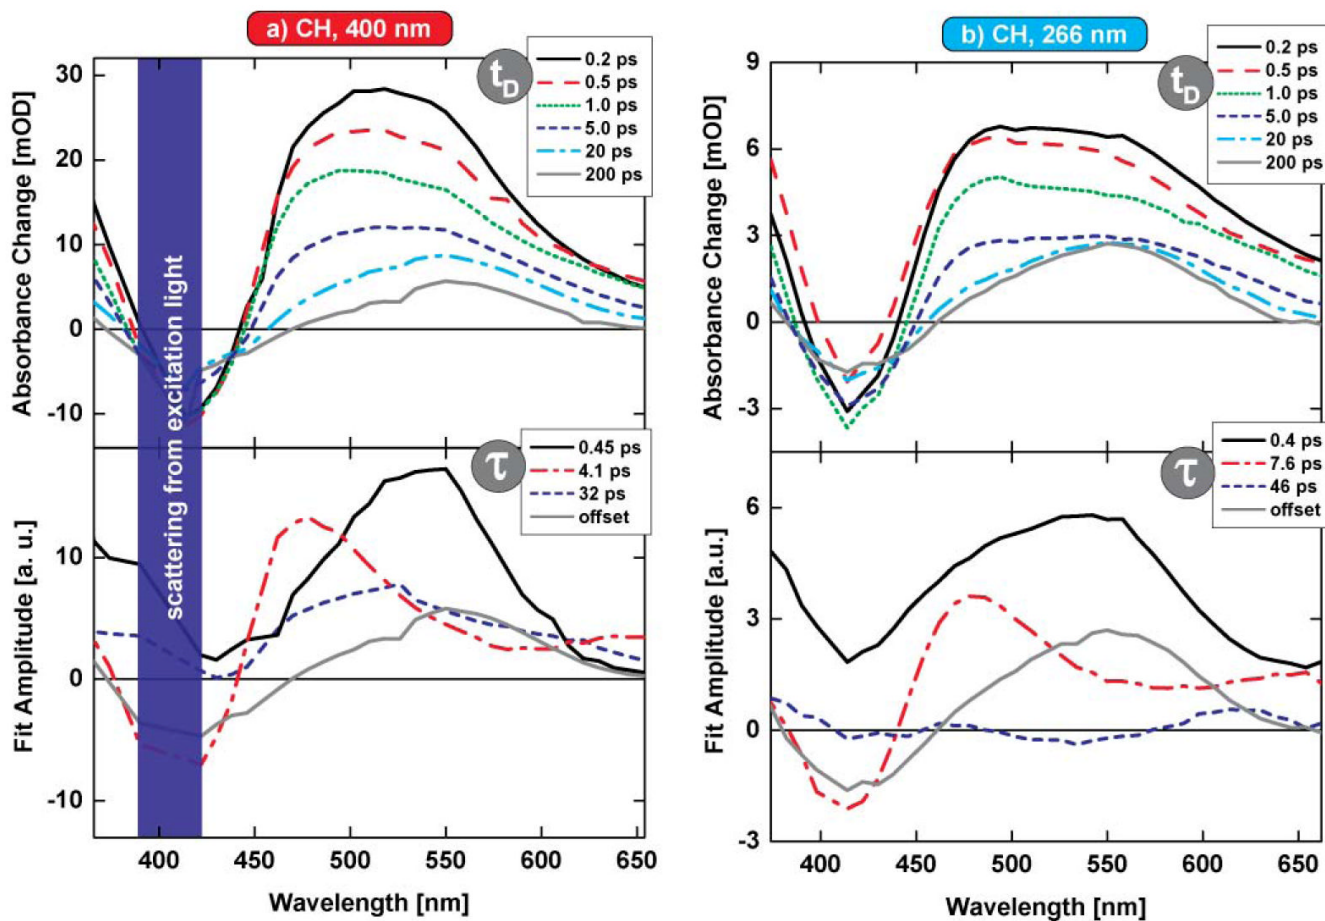 a) CH, 400 nm
b) CH, 266 nm
t_D
0.2 ps
0.5 ps
1.0 ps
5.0 ps
20 ps
200 ps
30
20
10
0
-10
Absorbance Change [mOD]
scattering from excitation light
τ
0.45 ps
4.1 ps
32 ps
offset
10
0
-10
Fit Amplitude [a. u.]
400 450 500 550 600 650
Wavelength [nm]
t_D
0.2 ps
0.5 ps
1.0 ps
5.0 ps
20 ps
200 ps
9
6
3
0
-3
Absorbance Change [mOD]
τ
0.4 ps
7.6 ps
46 ps
offset
6
3
0
-3
Fit Amplitude [a.u.]
400 450 500 550 600 650
Wavelength [nm]